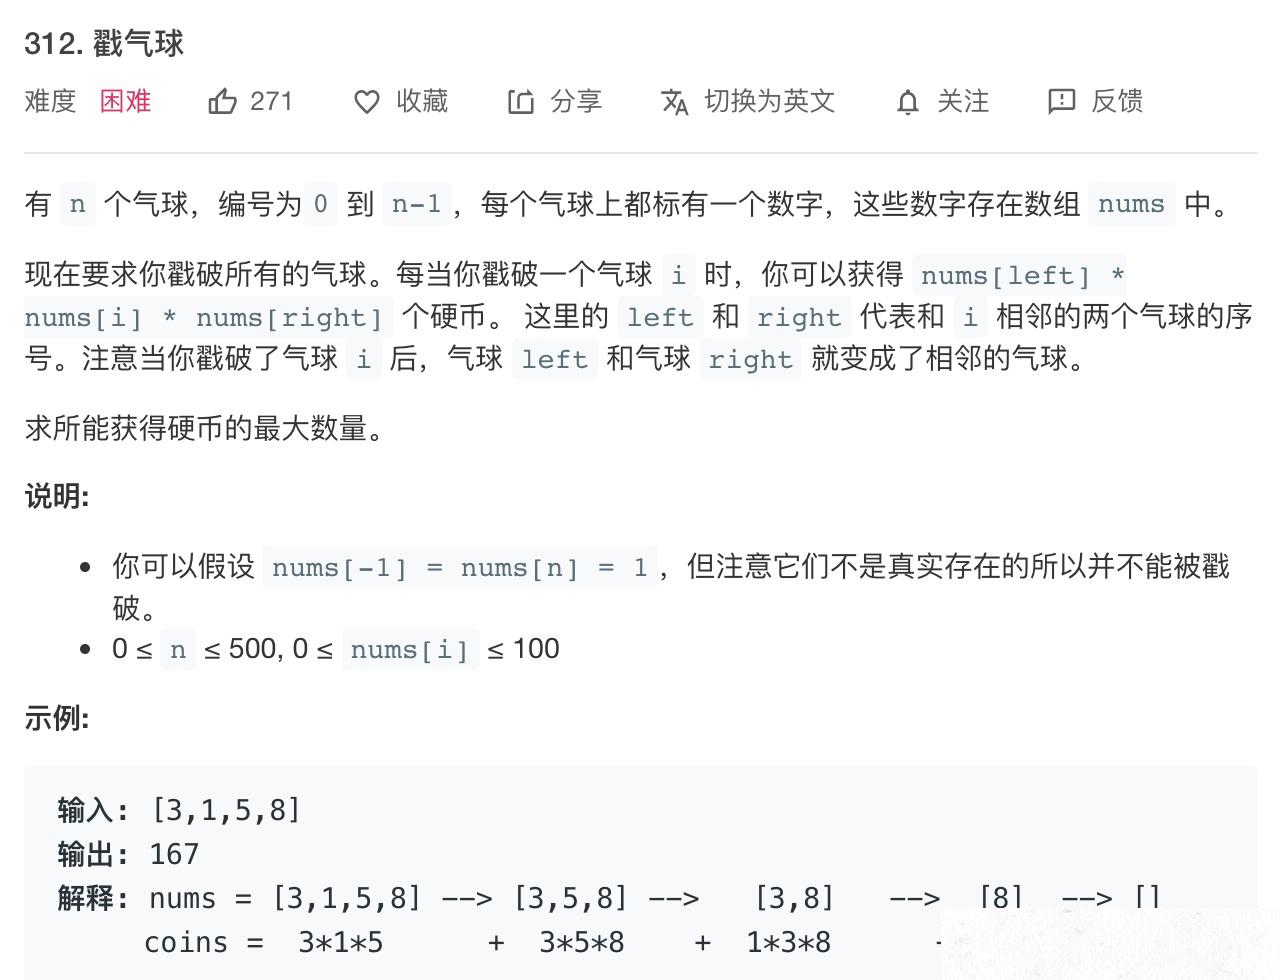 312. 戳气球
难度 困难 271 收藏 分享 切换为英文 关注 反馈
有 n 个气球，编号为 0 到 n-1，每个气球上都标有一个数字，这些数字存在数组 nums 中。
现在要求你戳破所有的气球。每当你戳破一个气球 i 时，你可以获得 nums[left] *
nums[i] * nums[right] 个硬币。 这里的 left 和 right 代表和 i 相邻的两个气球的序
号。注意当你戳破了气球 i 后，气球 left 和气球 right 就变成了相邻的气球。
求所能获得硬币的最大数量。
说明:
• 你可以假设 nums[-1] = nums[n] = 1，但注意它们不是真实存在的所以并不能被戳
破。
• 0 ≤ n ≤ 500, 0 ≤ nums[i] ≤ 100
示例:
输入: [3,1,5,8]
输出: 167
解释: nums = [3,1,5,8] --> [3,5,8] --> [3,8] --> [8] --> []
coins = 3*1*5 + 3*5*8 + 1*3*8